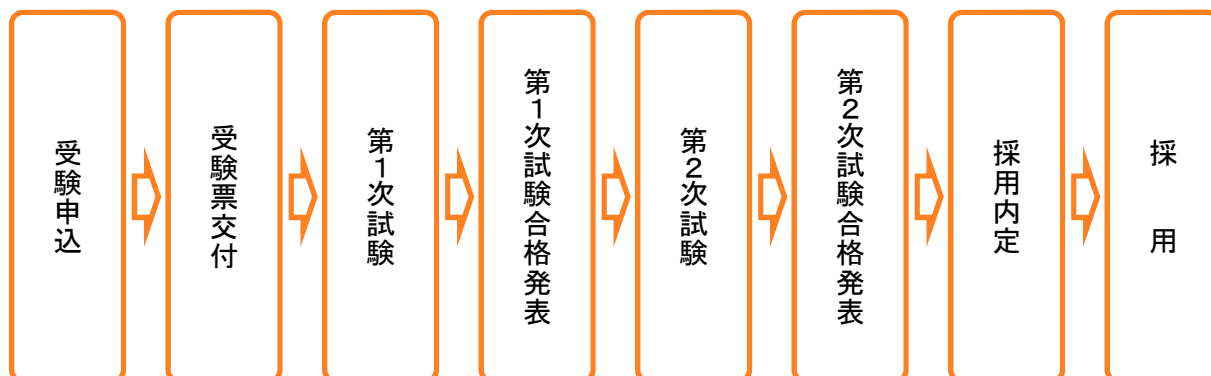 受験申込
受験票交付
第１次試験
第１次試験合格発表
第２次試験
第２次試験合格発表
採用内定
採用